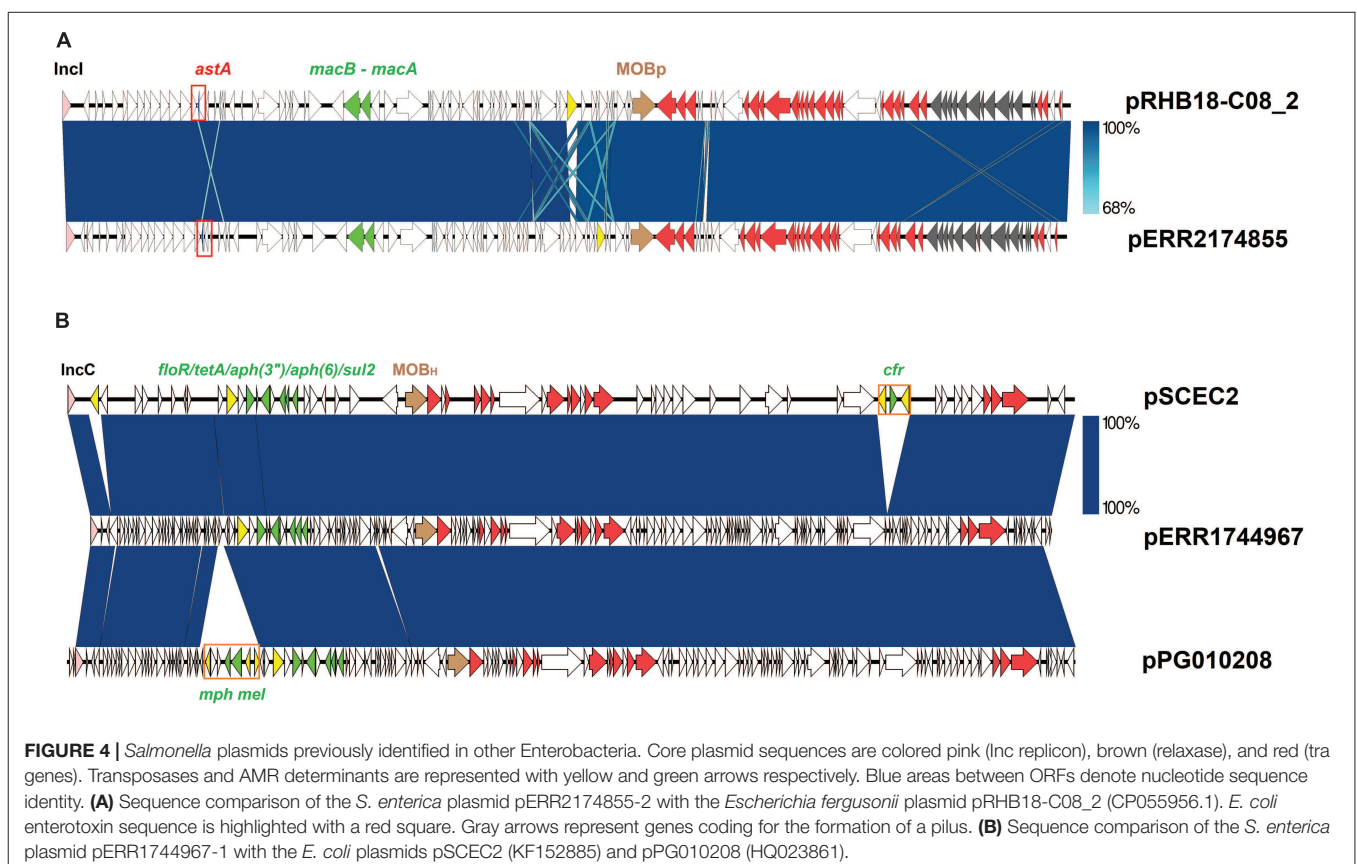 A
IncI astA macB - macA MOBp
pRHB18-C08_2
100%
68%
pERR2174855
B
IncC floR/tetA/aph(3")/aph(6)/sul2 MOBH cfr
pSCEC2
100%
100%
pERR1744967
pPG010208
mph mel
FIGURE 4 | Salmonella plasmids previously identified in other Enterobacteria. Core plasmid sequences are colored pink (Inc replicon), brown (relaxase), and red (tra
genes). Transposases and AMR determinants are represented with yellow and green arrows respectively. Blue areas between ORFs denote nucleotide sequence
identity. (A) Sequence comparison of the S. enterica plasmid pERR2174855-2 with the Escherichia fergusonii plasmid pRHB18-C08_2 (CP055956.1). E. coli
enterotoxin sequence is highlighted with a red square. Gray arrows represent genes coding for the formation of a pilus. (B) Sequence comparison of the S. enterica
plasmid pERR1744967-1 with the E. coli plasmids pSCEC2 (KF152885) and pPG010208 (HQ023861).